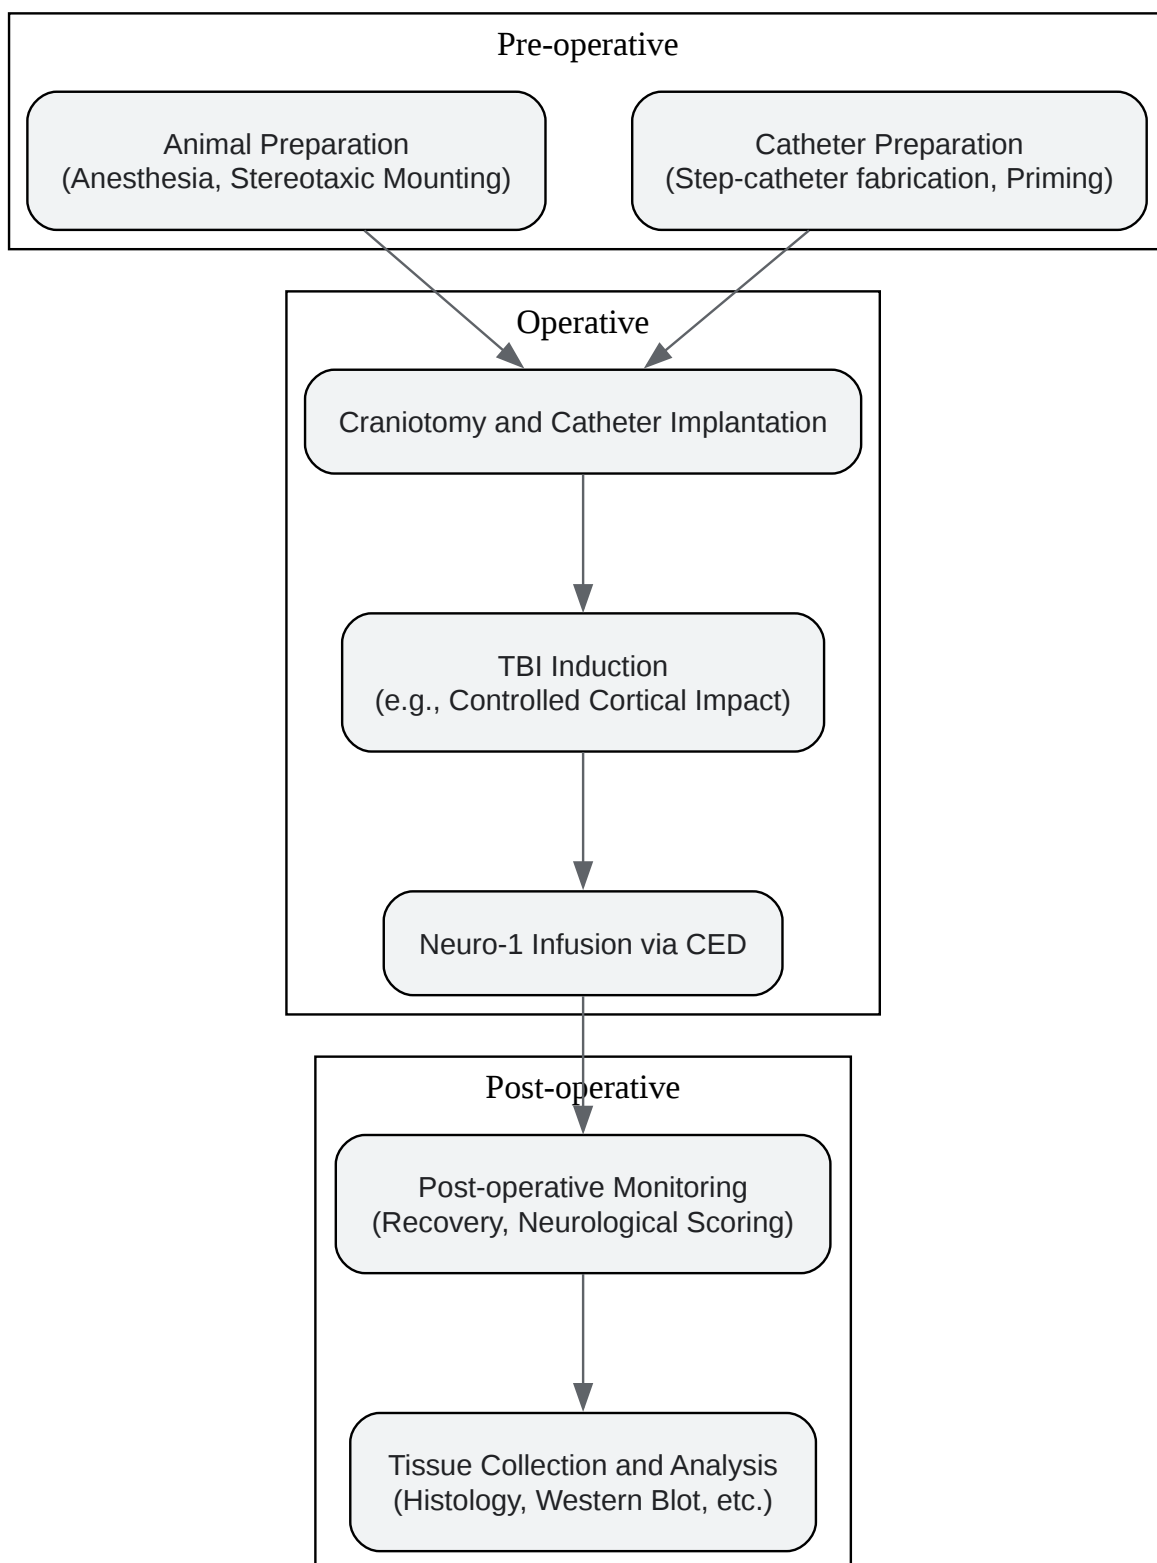 Pre-operative
Animal Preparation
(Anesthesia, Stereotaxic Mounting)
Catheter Preparation
(Step-catheter fabrication, Priming)
Operative
Craniotomy and Catheter Implantation
TBI Induction
(e.g., Controlled Cortical Impact)
Neuro-1 Infusion via CED
Post-operative
Post-operative Monitoring
(Recovery, Neurological Scoring)
Tissue Collection and Analysis
(Histology, Western Blot, etc.)